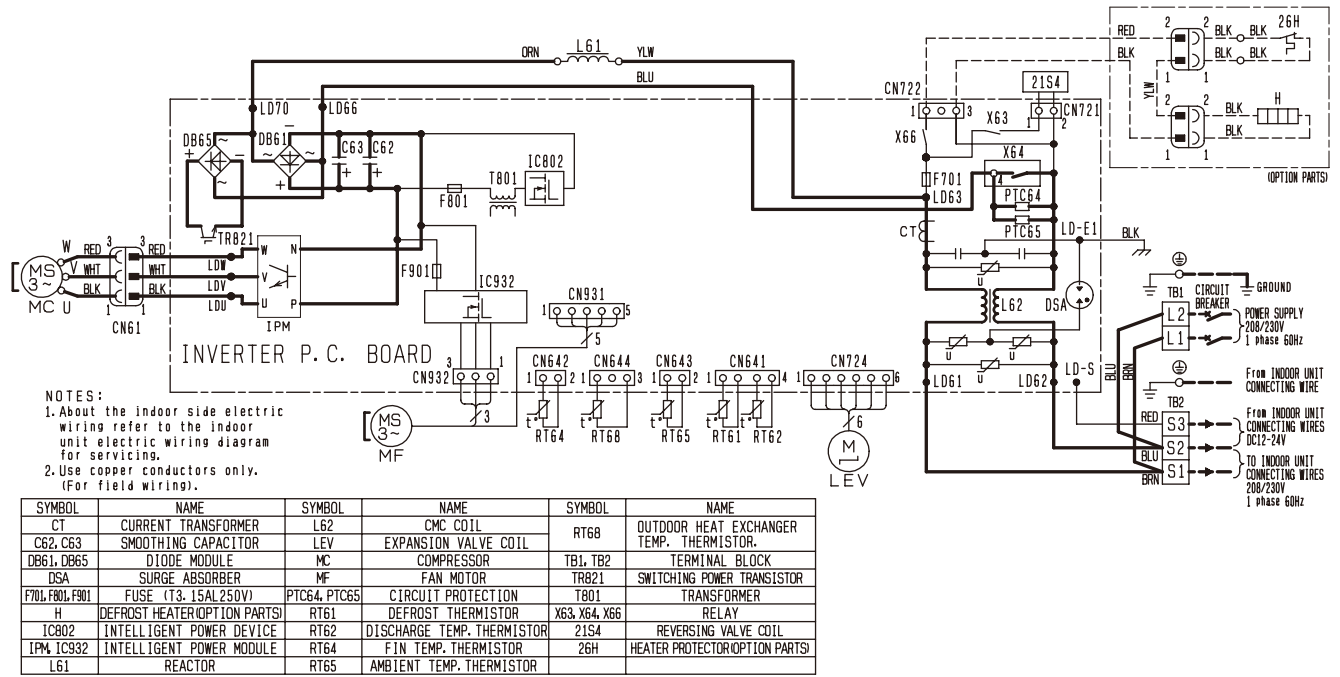 ORN L61 YLW
BLU
LD70 LD66
DB65 DB61
C63 C62
IC802
T801
F801
TR821
W V U
RED WHT BLK
MS
3~
MC
3 3
1 1
CN61
RED WHT BLK
LDW
LDV
LDU
W N
V
U P
IPM
F901
IC932
CN931
1 5
5
INVERTER P.C. BOARD
3 1
CN932
3
MS
3~
MF
CN642
1 2
t°
RT64
CN644
1 3
t°
RT68
CN643
1 2
t°
RT65
CN641
1 4
t° t°
RT61 RT62
CN724
1 6
6
M
LEV
CN722
1 3
21S4
CN721
1 2
X63
X66
X64
4
F701
LD63
PTC64
PTC65
CT
LD-E1
BLK
U
L62
DSA
U U
U
LD61 LD62
LD-S
RED
BLK
2 2
1 1
BLK BLK 26H
BLK BLK
YLW
2 2
1 1
BLK H
BLK
(OPTION PARTS)
TB1
L2
L1
CIRCUIT
BREAKER
GROUND
POWER SUPPLY
208/230V
1 phase 60Hz
BLU BRN
From INDOOR UNIT
CONNECTING WIRE
TB2
RED S3
BLU S2
BRN S1
From INDOOR UNIT
CONNECTING WIRES
DC12-24V
TO INDOOR UNIT
CONNECTING WIRES
208/230V
1 phase 60Hz
NOTES:
1. About the indoor side electric
wiring refer to the indoor
unit electric wiring diagram
for servicing.
2. Use copper conductors only.
(For field wiring).
SYMBOL NAME SYMBOL NAME SYMBOL NAME
CT CURRENT TRANSFORMER L62 CMC COIL RT68 OUTDOOR HEAT EXCHANGER
TEMP. THERMISTOR.
C62, C63 SMOOTHING CAPACITOR LEV EXPANSION VALVE COIL
DB61, DB65 DIODE MODULE MC COMPRESSOR TB1, TB2 TERMINAL BLOCK
DSA SURGE ABSORBER MF FAN MOTOR TR821 SWITCHING POWER TRANSISTOR
F701, F801, F901 FUSE (T3. 15AL250V) PTC64, PTC65 CIRCUIT PROTECTION T801 TRANSFORMER
H DEFROST HEATER(OPTION PARTS) RT61 DEFROST THERMISTOR X63, X64, X66 RELAY
IC802 INTELLIGENT POWER DEVICE RT62 DISCHARGE TEMP. THERMISTOR 21S4 REVERSING VALVE COIL
IPM, IC932 INTELLIGENT POWER MODULE RT64 FIN TEMP. THERMISTOR 26H HEATER PROTECTOR(OPTION PARTS)
L61 REACTOR RT65 AMBIENT TEMP. THERMISTOR